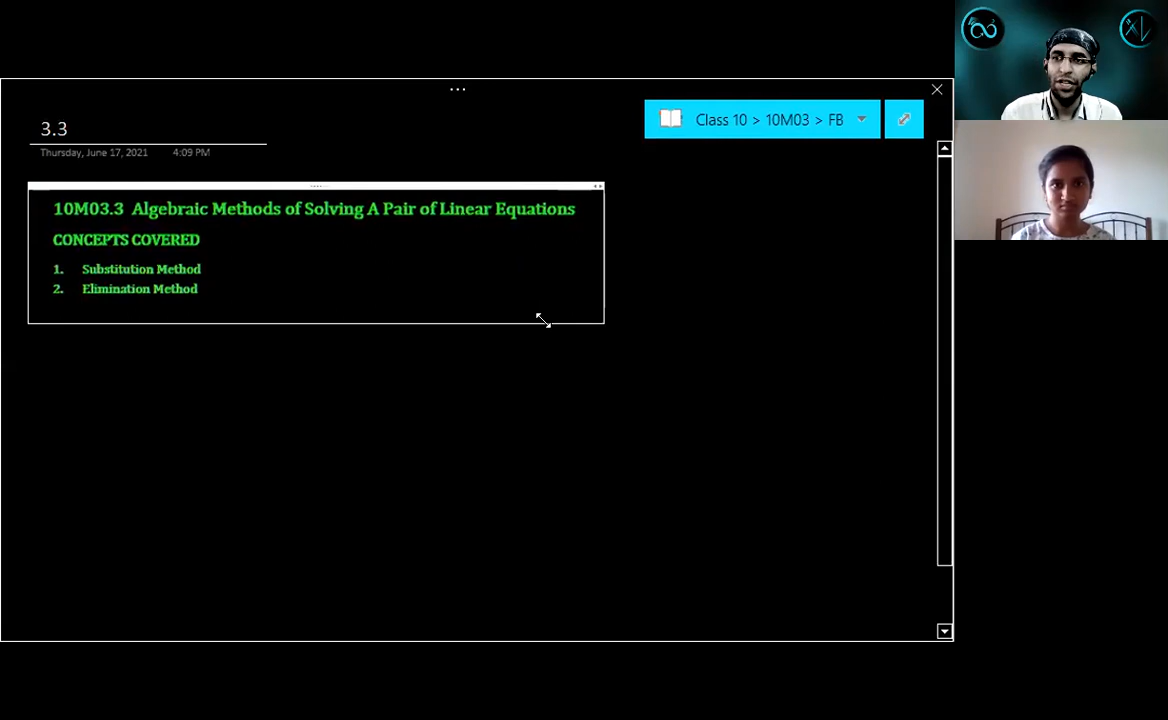 3.3
Thursday, June 17, 2021 4:09 PM
Class 10 > 10M03 > FB
10M03.3 Algebraic Methods of Solving A Pair of Linear Equations
CONCEPTS COVERED
1. Substitution Method
2. Elimination Method